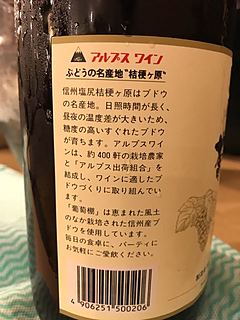 アルプス ワイン
ぶどうの名産地"桔梗ヶ原"
信州塩尻桔梗ヶ原はブドウ
の名産地。日照時間が長く、
昼夜の温度差が大きいため、
糖度の高いすぐれたブドウ
が育ちます。アルプスワイ
ンは、約400軒の栽培農家
と「アルプス出荷組合」を
結成し、ワインに適したブ
ドウづくりに取り組んでい
ます。
「葡萄棚」は恵まれた風土
のなか栽培された信州産ブ
ドウを使用しています。
毎日の食卓に、パーティに
お気軽にご愛飲ください。
4 906251 500206